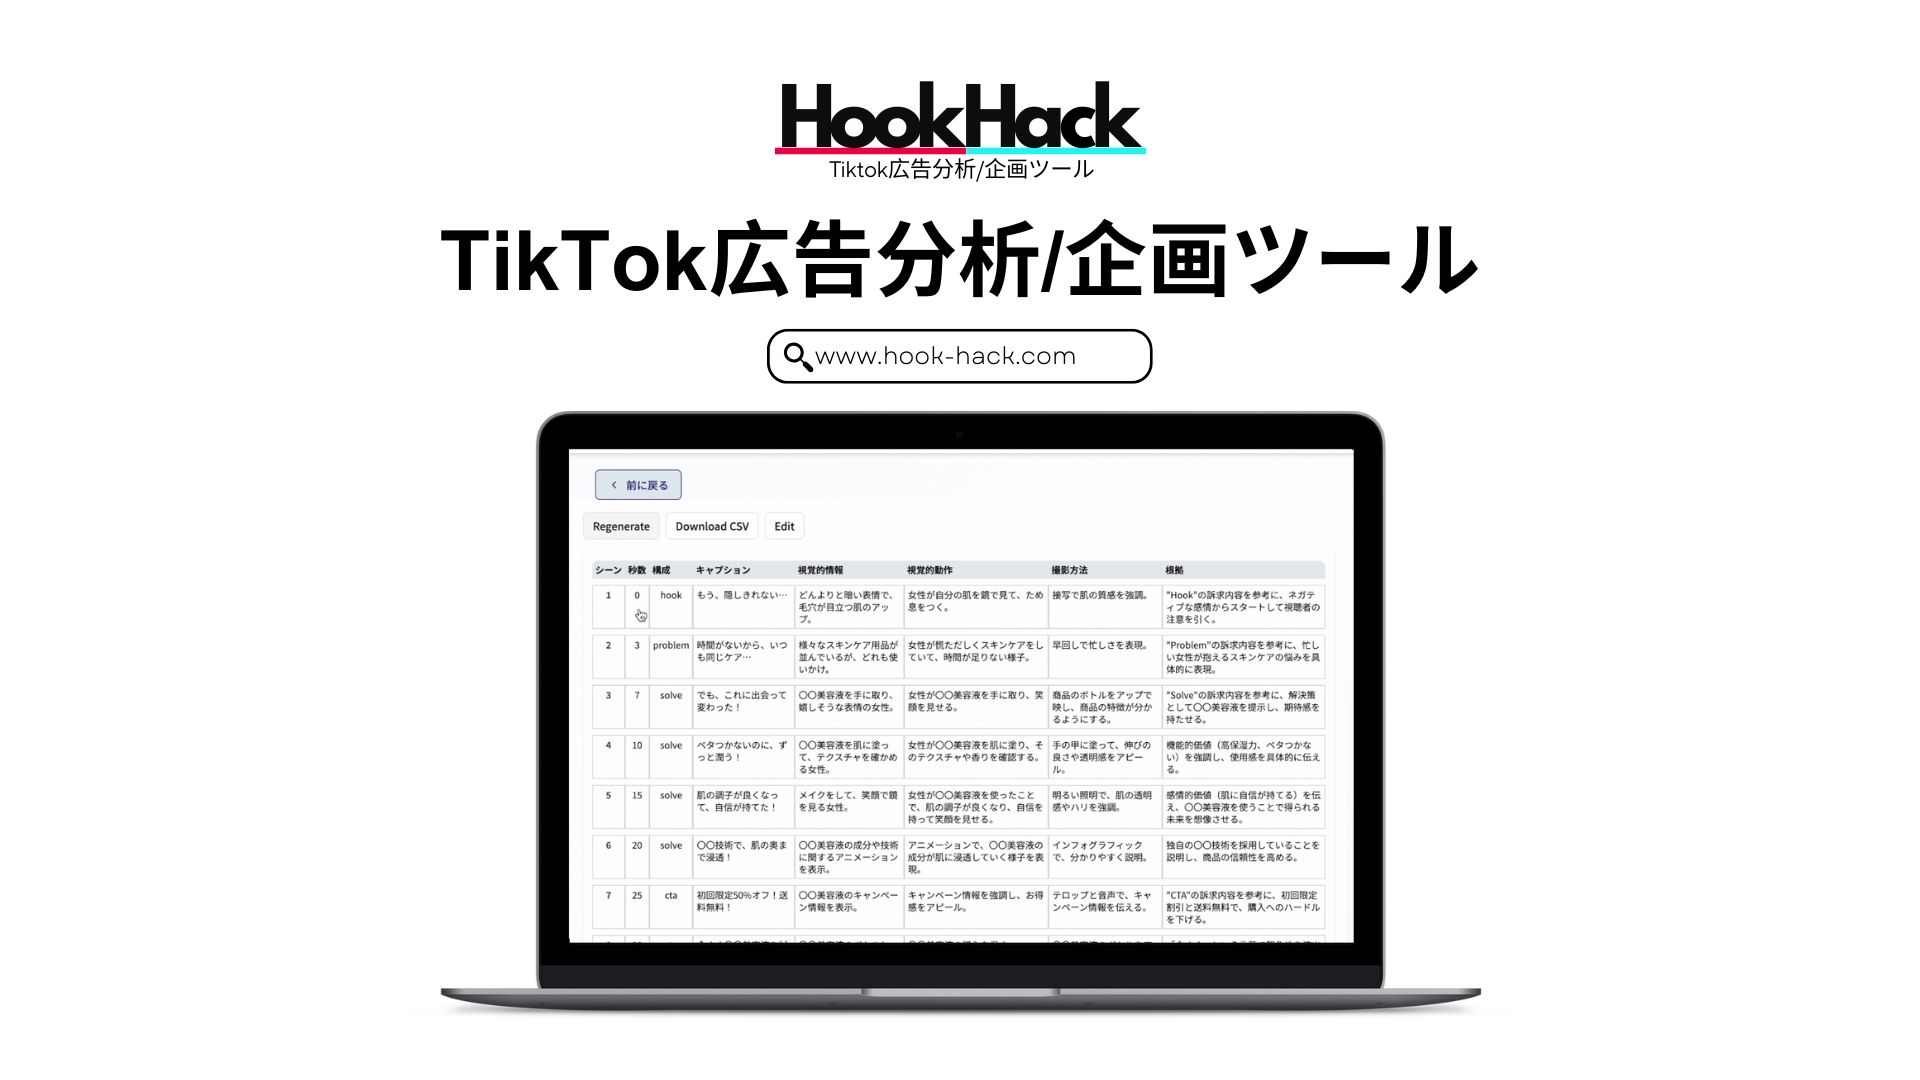 HookHack
Tiktok広告分析/企画ツール
TikTok広告分析/企画ツール
www.hook-hack.com
前に戻る
Regenerate Download CSV Edit
シーン 秒数 構成 キャプション 視覚的情報 視覚的動作 撮影方法 根拠
1 0 hook もう、隠しきれない… どんよりと暗い表情で、毛穴が目立つ肌のアップ。 女性が自分の肌を鏡で見て、ため息をつく。 接写で肌の質感を強調。 "Hook"の訴求内容を参考に、ネガティブな感情からスタートして視聴者の注意を引く。
2 3 problem 時間がないから、いつも同じケア… 様々なスキンケア用品が並んでいるが、どれも使いかけ。 女性が慌ただしくスキンケアをしていて、時間が足りない様子。 早回しで忙しさを表現。 "Problem"の訴求内容を参考に、忙しい女性が抱えるスキンケアの悩みを具体的に表現。
3 7 solve でも、これに出会って変わった！ 〇〇美容液を手に取り、嬉しそうな表情の女性。 女性が〇〇美容液を手に取り、笑顔を見せる。 商品のボトルをアップで映し、商品の特徴が分かるようにする。 "Solve"の訴求内容を参考に、解決策として〇〇美容液を提示し、期待感を持たせる。
4 10 solve ベタつかないのに、ずっと潤う！ 〇〇美容液を肌に塗って、テクスチャを確かめる女性。 女性が〇〇美容液を肌に塗り、そのテクスチャや香りを確認する。 手の甲に塗って、伸びの良さや透明感をアピール。 機能的価値（高保湿力、ベタつかない）を強調し、使用感を具体的に伝える。
5 15 solve 肌の調子が良くなって、自信が持てた！ メイクをして、笑顔で鏡を見る女性。 女性が〇〇美容液を使ったことで、肌の調子が良くなり、自信を持って笑顔を見せる。 明るい照明で、肌の透明感やハリを強調。 感情的価値（肌に自信が持てる）を伝え、〇〇美容液を使うことで得られる未来を想像させる。
6 20 solve 〇〇技術で、肌の奥まで浸透！ 〇〇美容液の成分や技術に関するアニメーションを表示。 アニメーションで、〇〇美容液の成分が肌に浸透していく様子を表現。 インフォグラフィックで、分かりやすく説明。 独自の〇〇技術を採用していることを説明し、商品の信頼性を高める。
7 25 cta 初回限定50%オフ！送料無料！ 〇〇美容液のキャンペーン情報を表示。 キャンペーン情報を強調し、お得感をアピール。 テロップと音声で、キャンペーン情報を伝える。 "CTA"の訴求内容を参考に、初回限定割引と送料無料で、購入へのハードルを下げる。